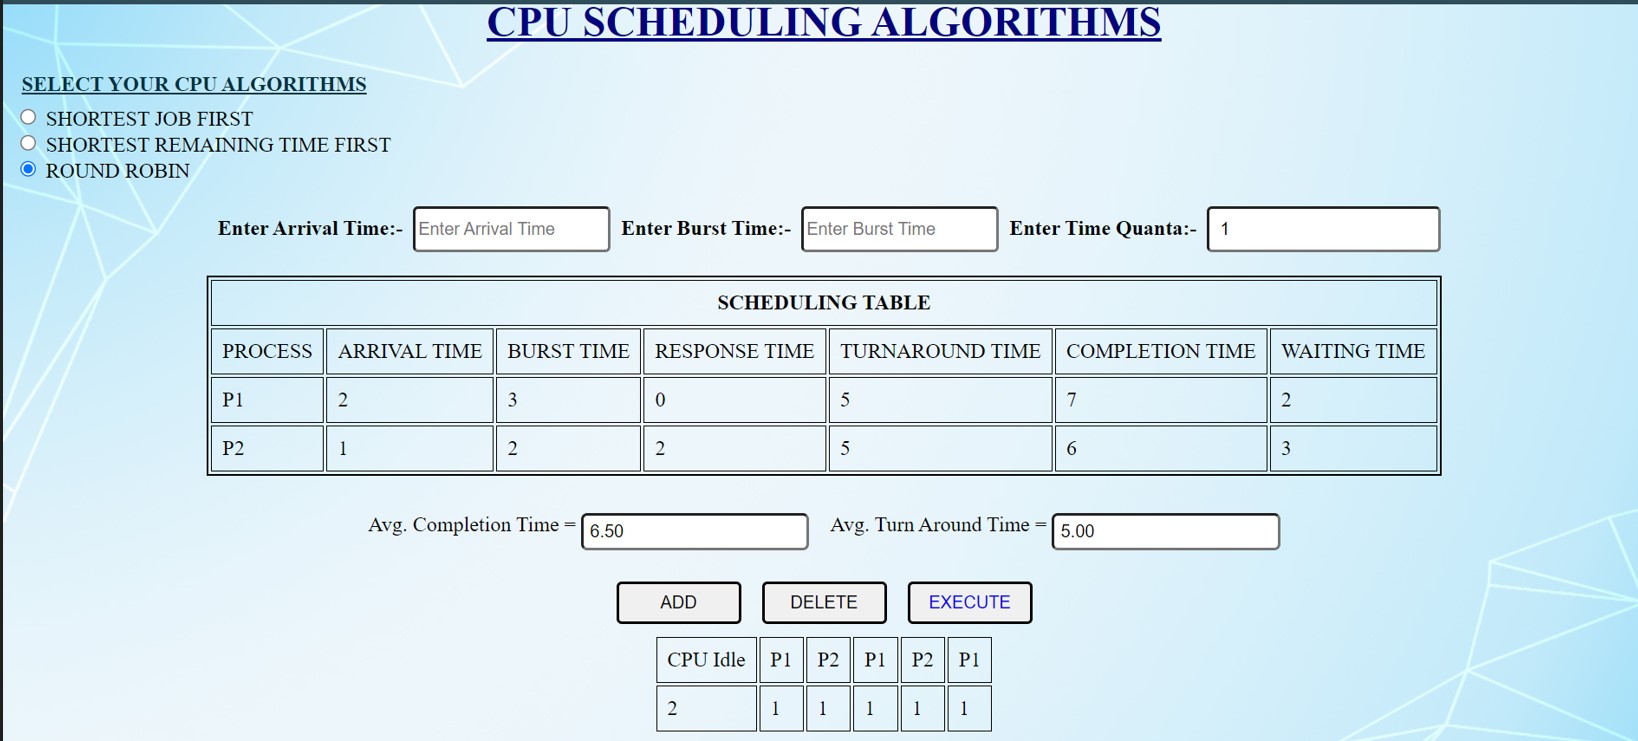 CPU SCHEDULING ALGORITHMS
SELECT YOUR CPU ALGORITHMS
SHORTEST JOB FIRST
SHORTEST REMAINING TIME FIRST
ROUND ROBIN
Enter Arrival Time:- Enter Arrival Time Enter Burst Time:- Enter Burst Time Enter Time Quanta:- 1
SCHEDULING TABLE
PROCESS ARRIVAL TIME BURST TIME RESPONSE TIME TURNAROUND TIME COMPLETION TIME WAITING TIME
P1 2 3 0 5 7 2
P2 1 2 2 5 6 3
Avg. Completion Time = 6.50 Avg. Turn Around Time = 5.00
ADD DELETE EXECUTE
CPU Idle P1 P2 P1 P2 P1
2 1 1 1 1 1